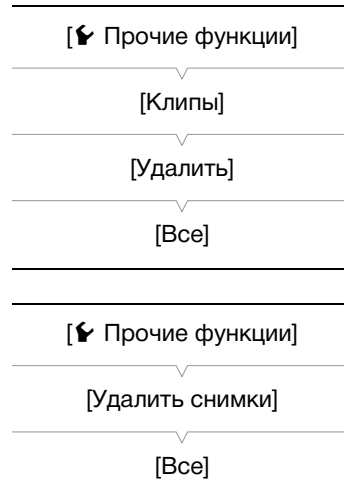 [Прочие функции]
[Клипы]
[Удалить]
[Все]
[Прочие функции]
[Удалить снимки]
[Все]